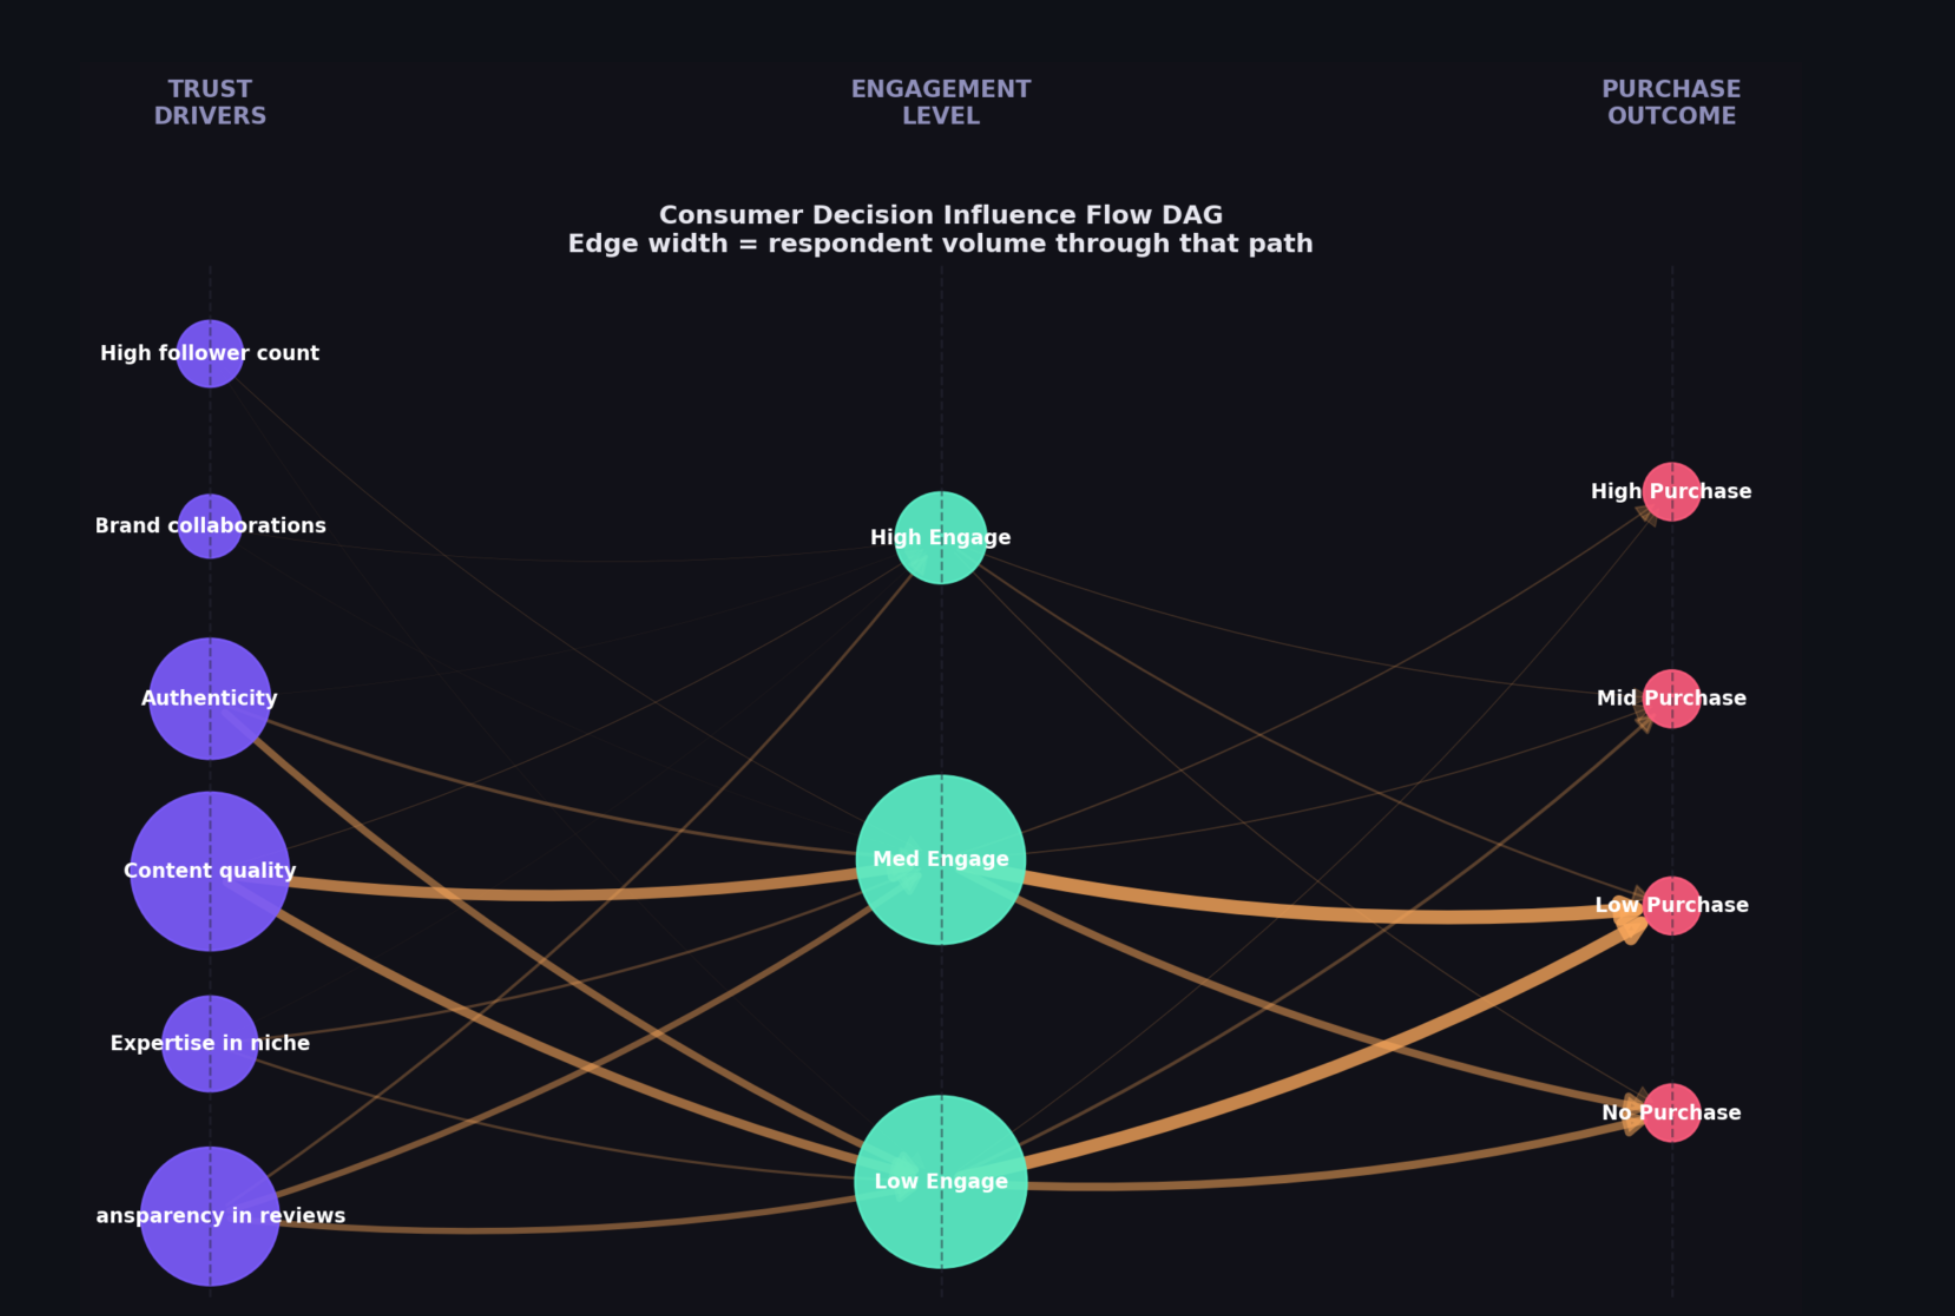 TRUST
DRIVERS
ENGAGEMENT
LEVEL
PURCHASE
OUTCOME
Consumer Decision Influence Flow DAG
Edge width = respondent volume through that path
High follower count
Brand collaborations
Authenticity
Content quality
Expertise in niche
ansparency in reviews
High Engage
Med Engage
Low Engage
High Purchase
Mid Purchase
Low Purchase
No Purchase